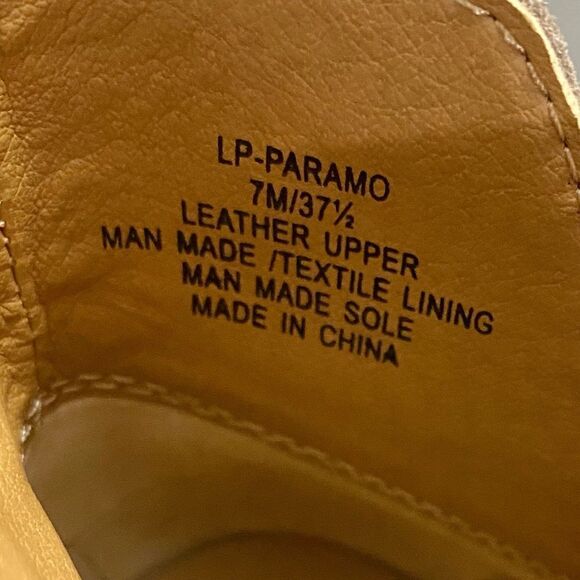 LP-PARAMO
7M/37½
LEATHER UPPER
MAN MADE /TEXTILE LINING
MAN MADE SOLE
MADE IN CHINA